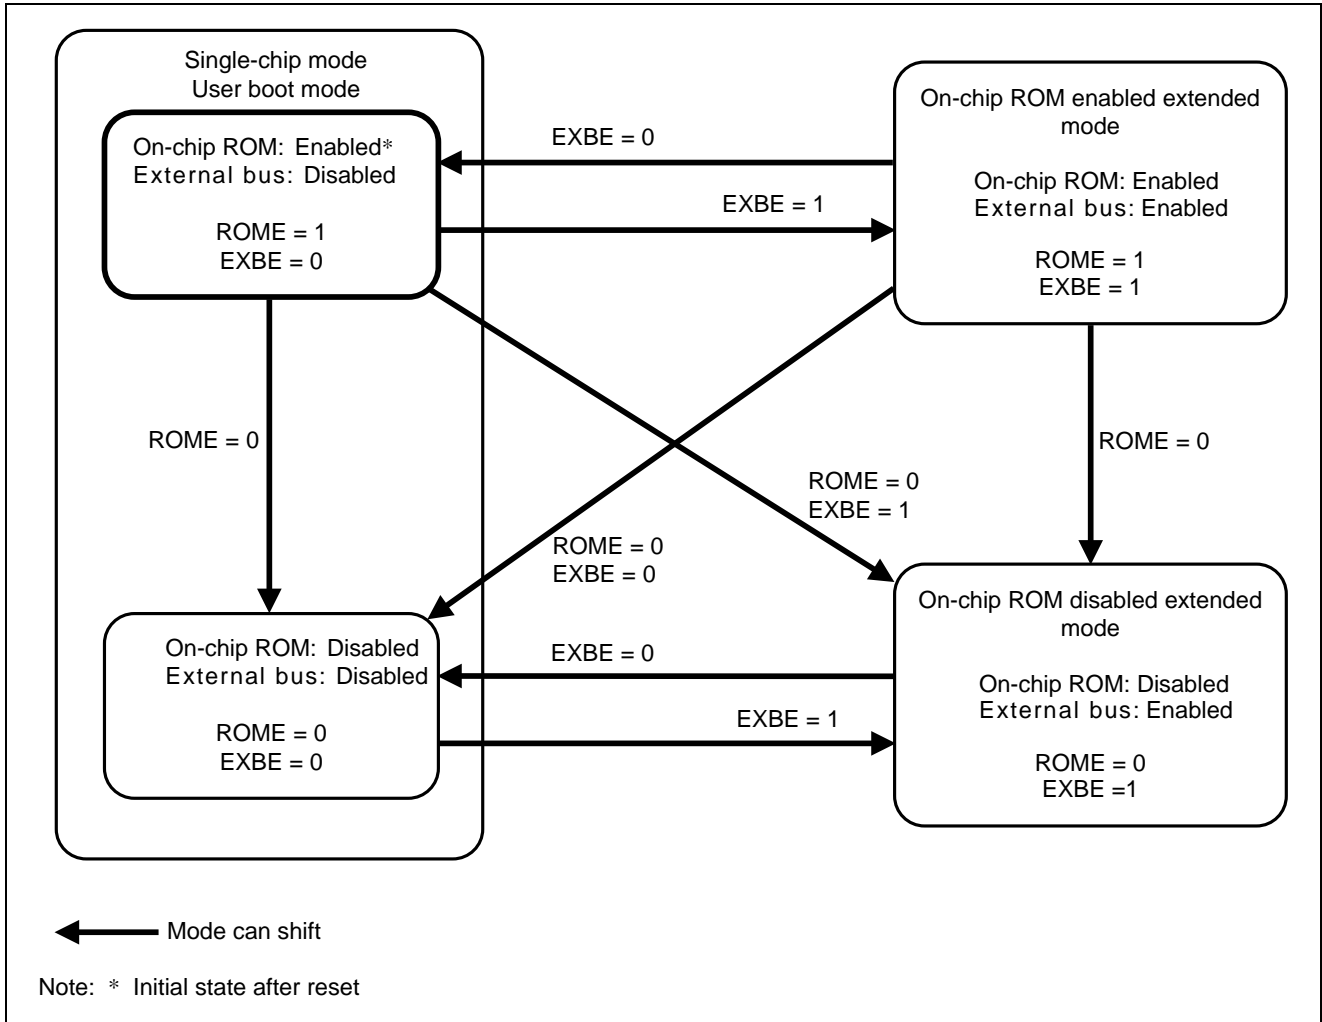 Single-chip mode
User boot mode
On-chip ROM: Enabled*
External bus: Disabled
ROME = 1
EXBE = 0
EXBE = 0
EXBE = 1
On-chip ROM enabled extended
mode
On-chip ROM: Enabled
External bus: Enabled
ROME = 1
EXBE = 1
ROME = 0
ROME = 0
EXBE = 1
ROME = 0
EXBE = 0
ROME = 0
On-chip ROM: Disabled
External bus: Disabled
ROME = 0
EXBE = 0
EXBE = 0
EXBE = 1
On-chip ROM disabled extended
mode
On-chip ROM: Disabled
External bus: Enabled
ROME = 0
EXBE =1
Mode can shift
Note: * Initial state after reset